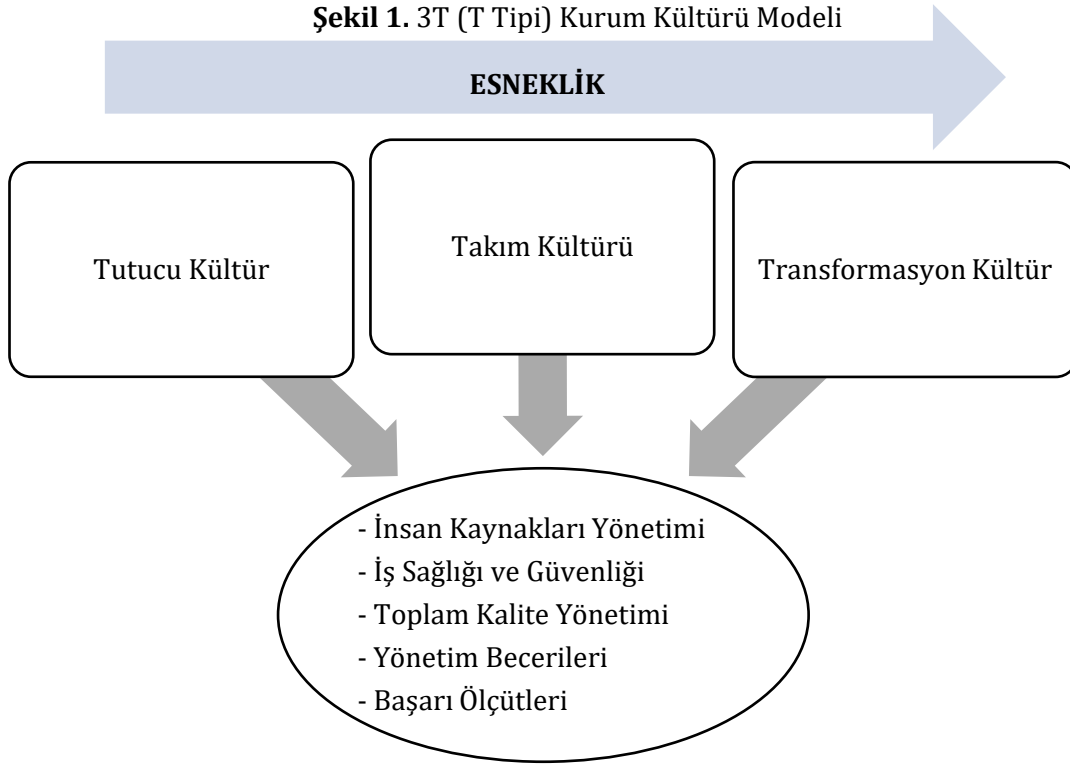 Şekil 1. 3T (T Tipi) Kurum Kültürü Modeli
ESNEKLİK
Tutucu Kültür
Takım Kültürü
Transformasyon Kültür
- İnsan Kaynakları Yönetimi
- İş Sağlığı ve Güvenliği
- Toplam Kalite Yönetimi
- Yönetim Becerileri
- Başarı Ölçütleri